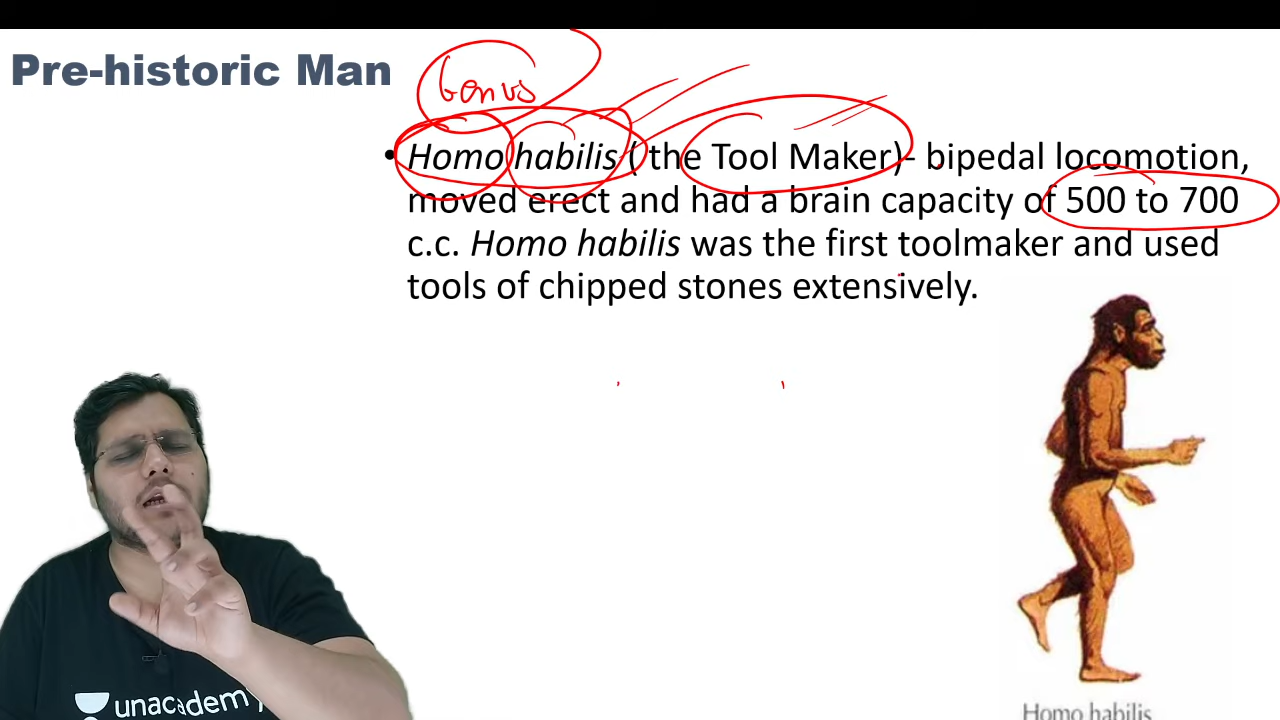 Pre-historic Man
Genus
• Homo habilis ( the Tool Maker)- bipedal locomotion,
moved erect and had a brain capacity of 500 to 700
c.c. Homo habilis was the first toolmaker and used
tools of chipped stones extensively.
unacademy
Homo habilis